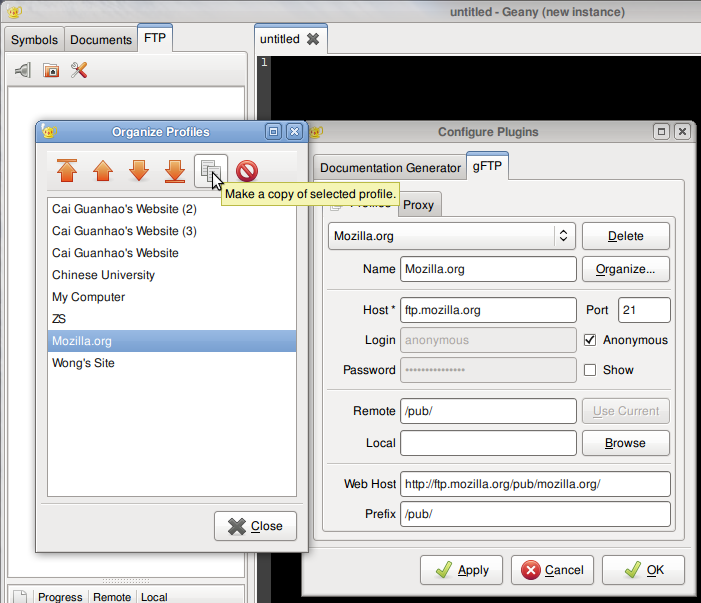 untitled - Geany (new instance)
Symbols Documents FTP
untitled
1
Organize Profiles
Make a copy of selected profile.
Cai Guanhao's Website (2)
Cai Guanhao's Website (3)
Cai Guanhao's Website
Chinese University
My Computer
ZS
Mozilla.org
Wong's Site
Close
Configure Plugins
Documentation Generator gFTP
Profiles Proxy
Mozilla.org Delete
Name Mozilla.org Organize...
Host * ftp.mozilla.org Port 21
Login anonymous Anonymous
Password ••••••••••••••• Show
Remote /pub/ Use Current
Local Browse
Web Host http://ftp.mozilla.org/pub/mozilla.org/
Prefix /pub/
Apply Cancel OK
Progress Remote Local